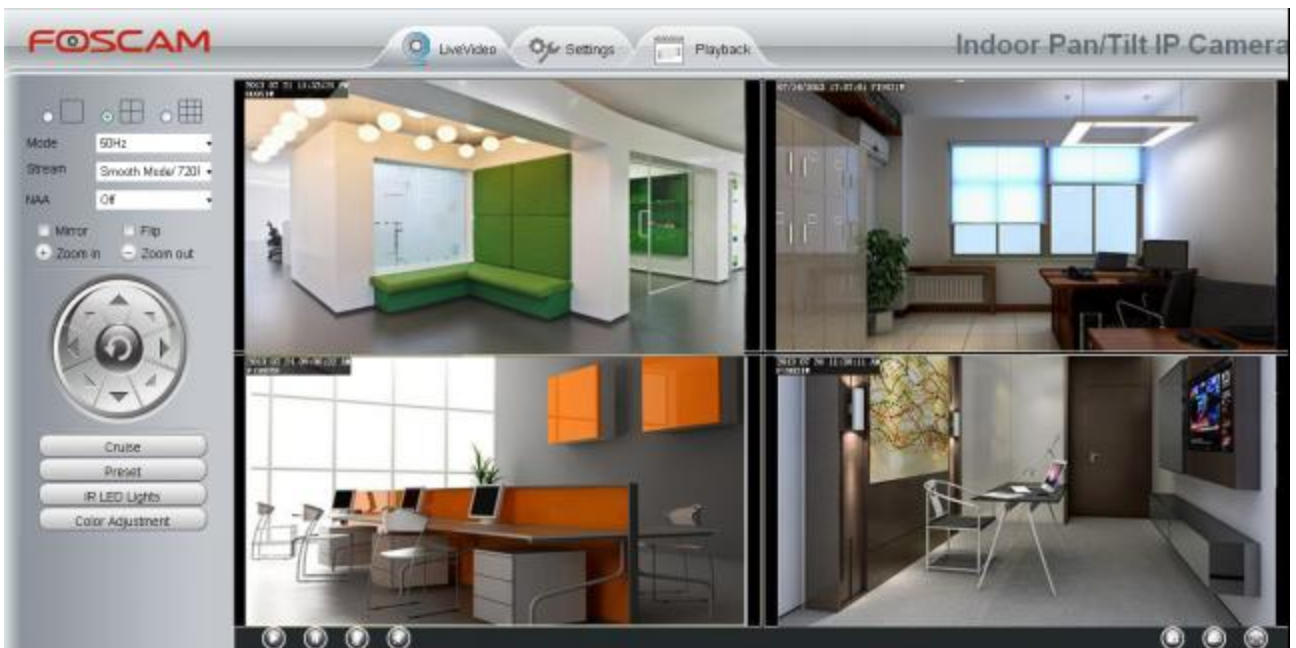 FOSCAM
LiveVideo
Settings
Playback
Indoor Pan/Tilt IP Camera
Mode
50Hz
Stream
Smooth Mode/ 720
NAA
Off
Mirror
Flip
Zoom in
Zoom out
Cruise
Preset
IR LED Lights
Color Adjustment